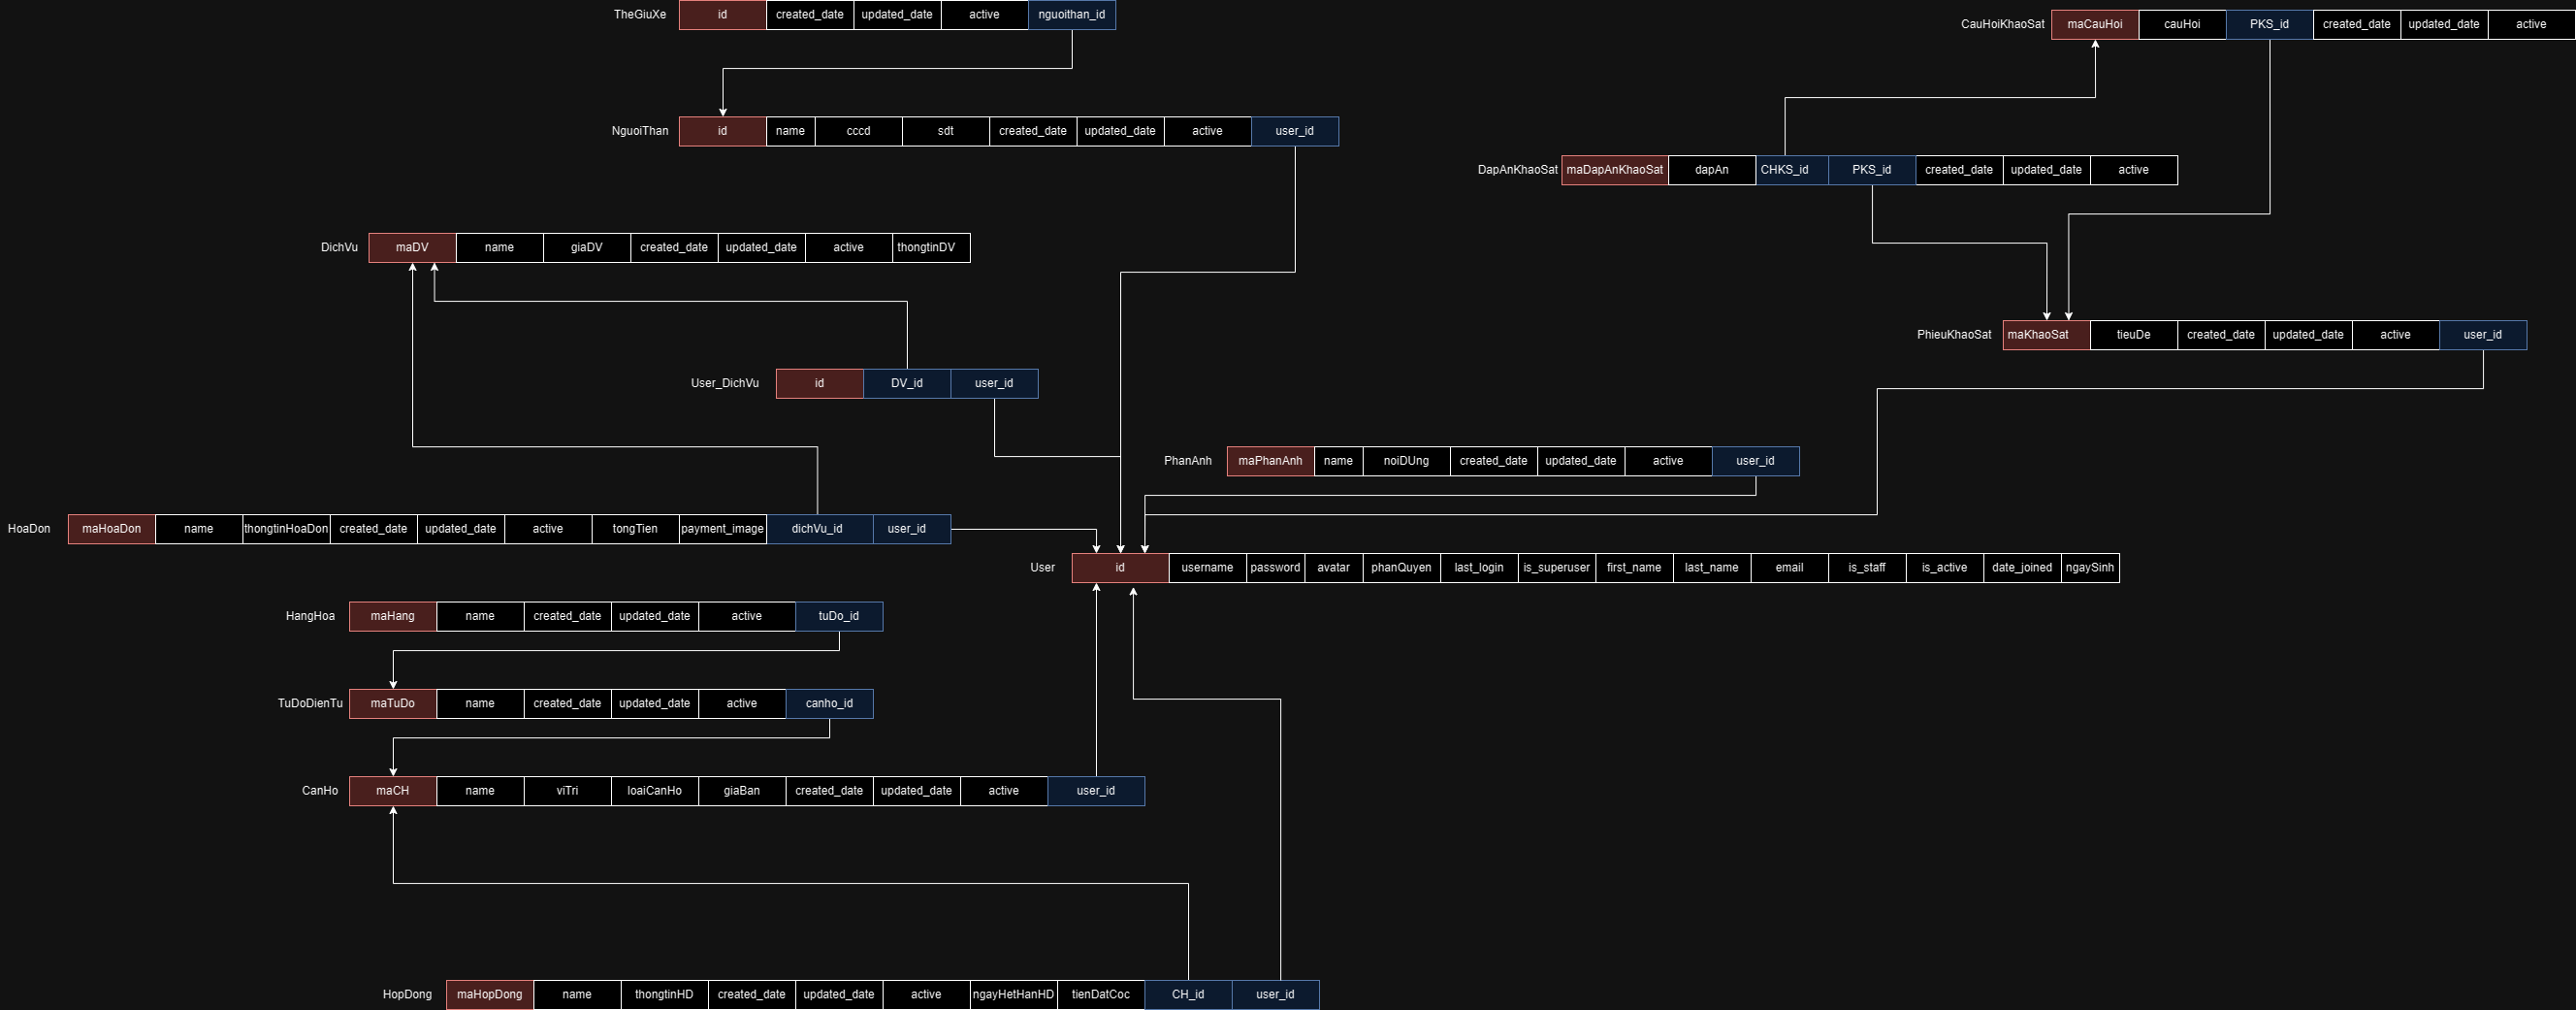 TheGiuXe id created_date updated_date active nguoithan_id
CauHoiKhaoSat maCauHoi cauHoi PKS_id created_date updated_date active
NguoiThan id name cccd sdt created_date updated_date active user_id
DapAnKhaoSat maDapAnKhaoSat dapAn CHKS_id PKS_id created_date updated_date active
DichVu maDV name giaDV created_date updated_date active thongtinDV
PhieuKhaoSat maKhaoSat tieuDe created_date updated_date active user_id
User_DichVu id DV_id user_id
PhanAnh maPhanAnh name noiDUng created_date updated_date active user_id
HoaDon maHoaDon name thongtinHoaDon created_date updated_date active tongTien payment_image dichVu_id user_id
User id username password avatar phanQuyen last_login is_superuser first_name last_name email is_staff is_active date_joined ngaySinh
HangHoa maHang name created_date updated_date active tuDo_id
TuDoDienTu maTuDo name created_date updated_date active canho_id
CanHo maCH name viTri loaiCanHo giaBan created_date updated_date active user_id
HopDong maHopDong name thongtinHD created_date updated_date active ngayHetHanHD tienDatCoc CH_id user_id